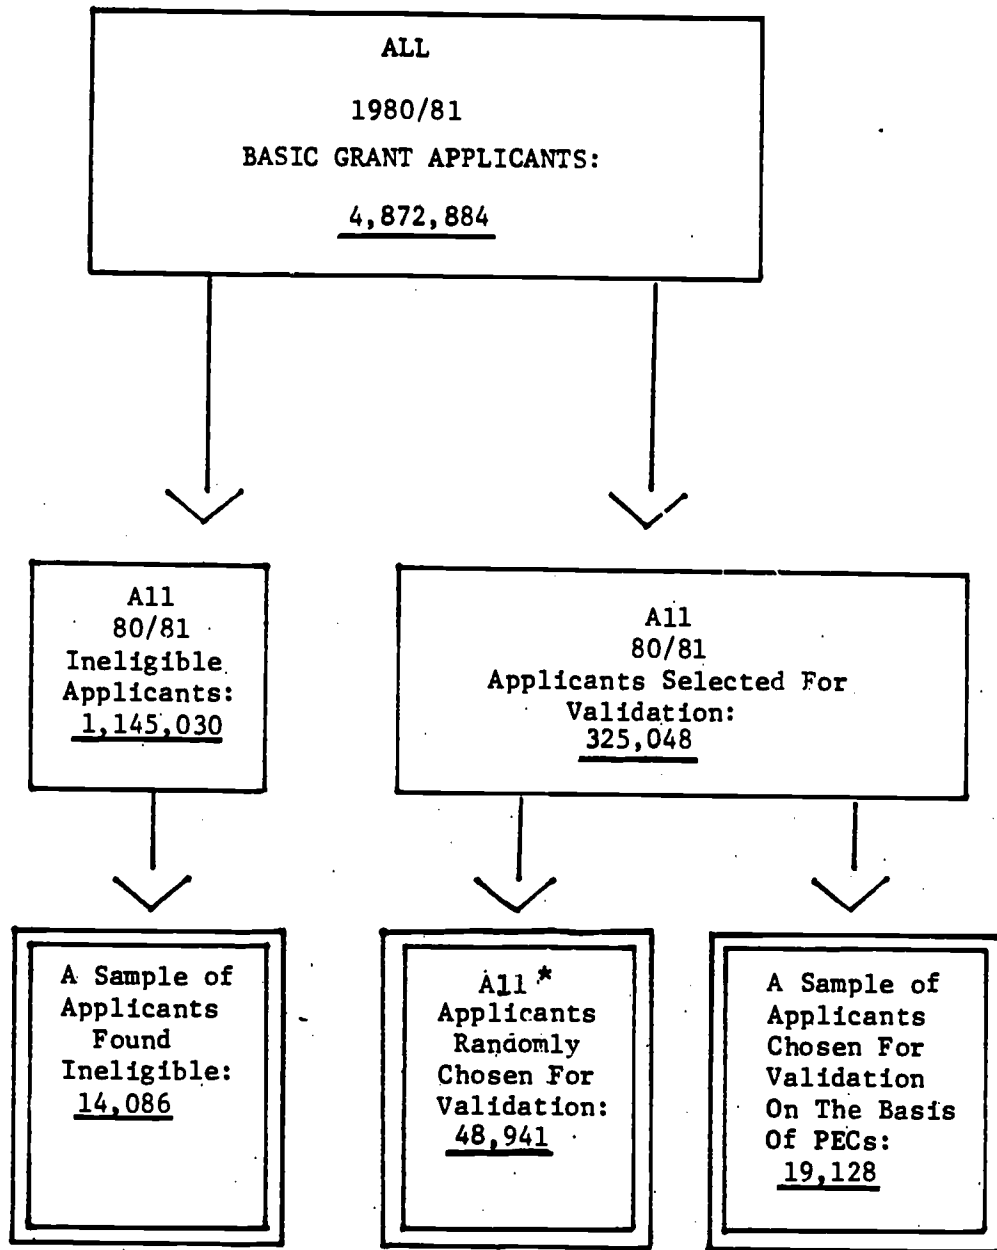 ALL
1980/81
BASIC GRANT APPLICANTS:
4,872,884
All
80/81
Ineligible
Applicants:
1,145,030
All
80/81
Applicants Selected For
Validation:
325,048
A Sample of
Applicants
Found
Ineligible:
14,086
All*
Applicants
Randomly
Chosen For
Validation:
48,941
A Sample of
Applicants
Chosen For
Validation
On The Basis
Of PECs:
19,128